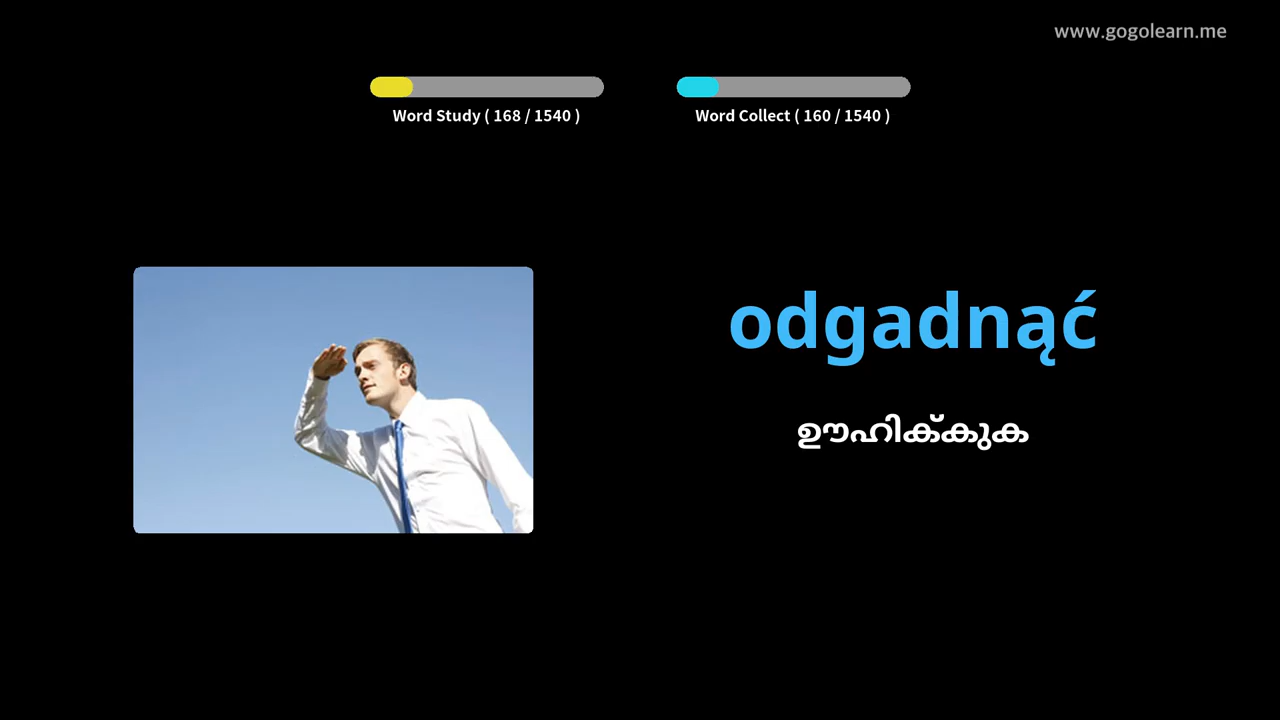 www.gogolearn.me
Word Study ( 168 / 1540 )
Word Collect ( 160 / 1540 )
odgadnąć
ഊഹിക്കുക